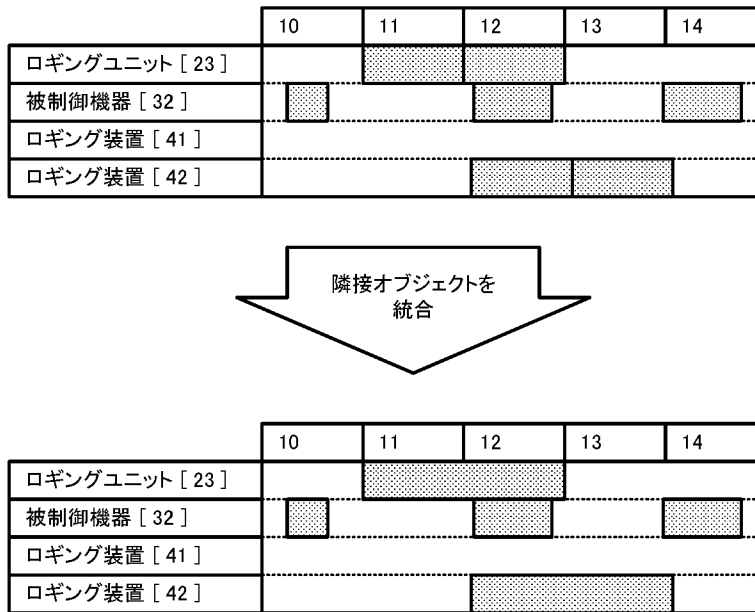 10 11 12 13 14
ロギングユニット [ 23 ]
被制御機器 [ 32 ]
ロギング装置 [ 41 ]
ロギング装置 [ 42 ]
隣接オブジェクトを
統合
10 11 12 13 14
ロギングユニット [ 23 ]
被制御機器 [ 32 ]
ロギング装置 [ 41 ]
ロギング装置 [ 42 ]